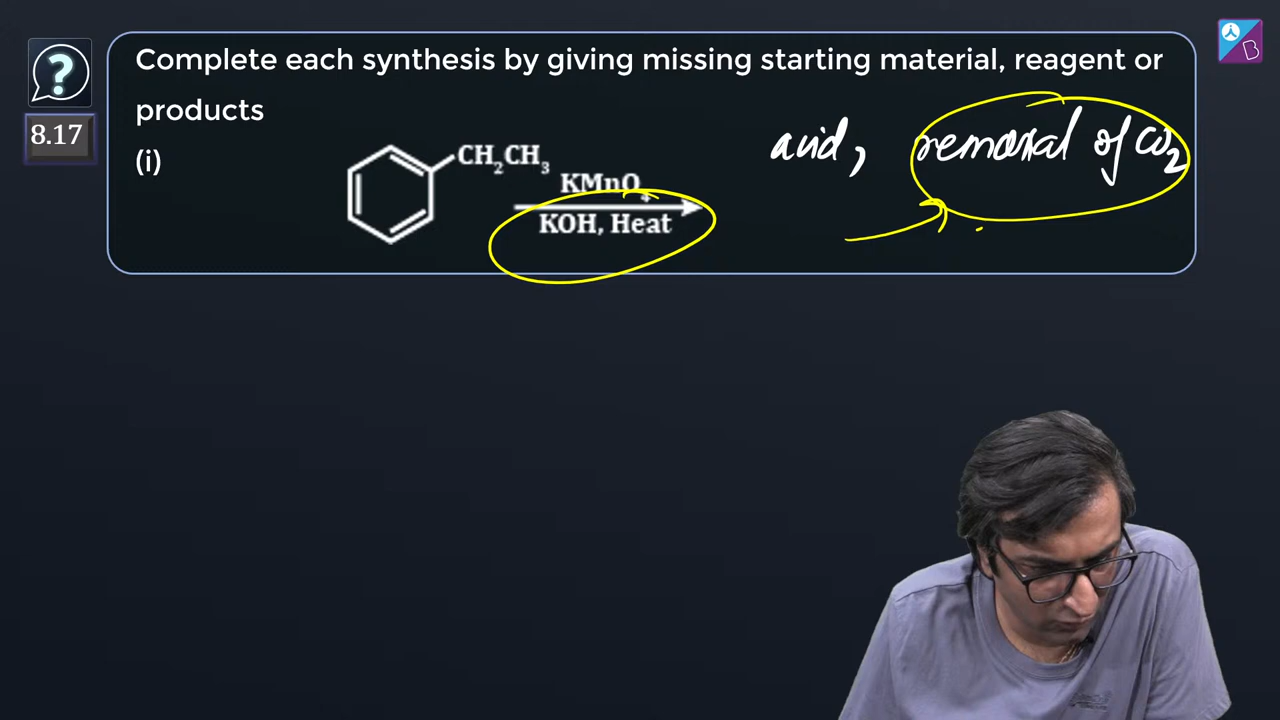 Complete each synthesis by giving missing starting material, reagent or
products
8.17
(i)
CH₂CH₃
KMnO₄
KOH, Heat
acid, removal of CO₂